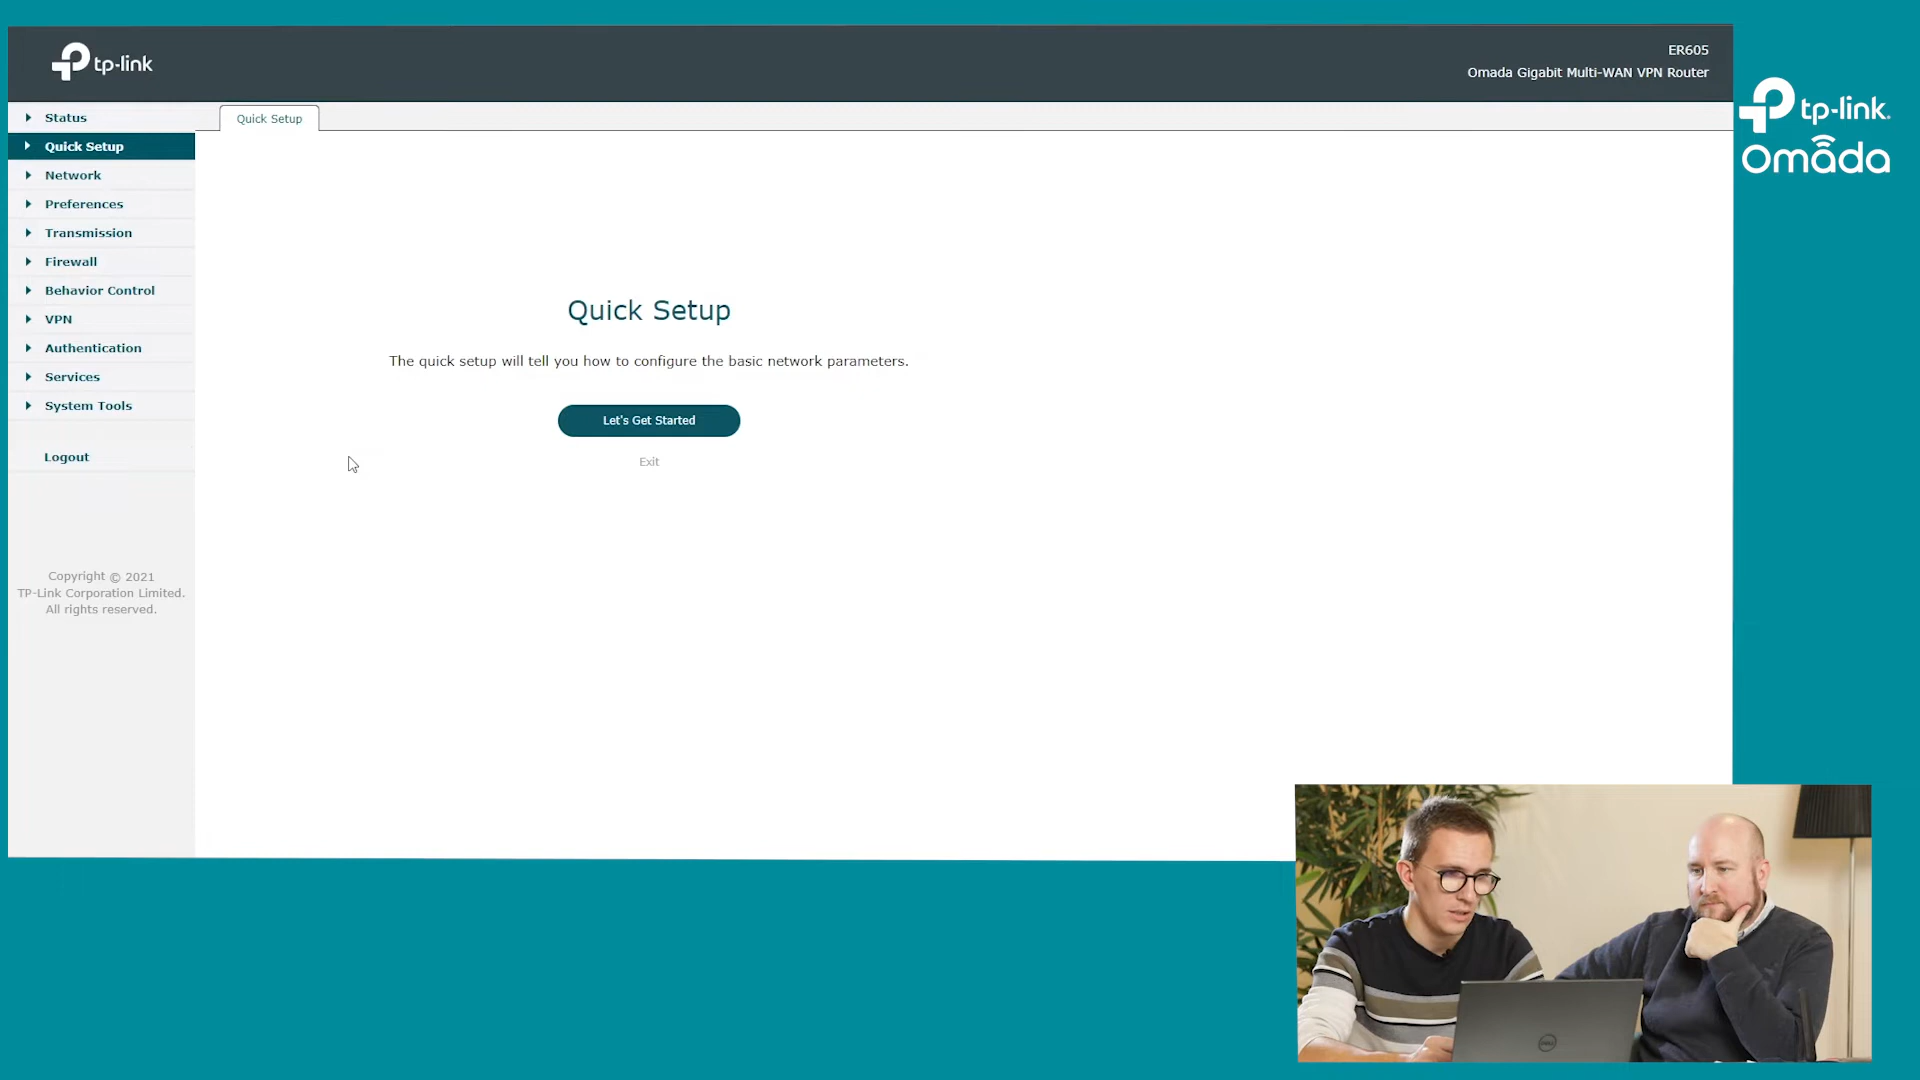 tp-link
ER605
Omada Gigabit Multi-WAN VPN Router
tp-link
Omada
Status
Quick Setup
Network
Preferences
Transmission
Firewall
Behavior Control
VPN
Authentication
Services
System Tools
Logout
Copyright © 2021
TP-Link Corporation Limited.
All rights reserved.
Quick Setup
Quick Setup
The quick setup will tell you how to configure the basic network parameters.
Let's Get Started
Exit
DELL